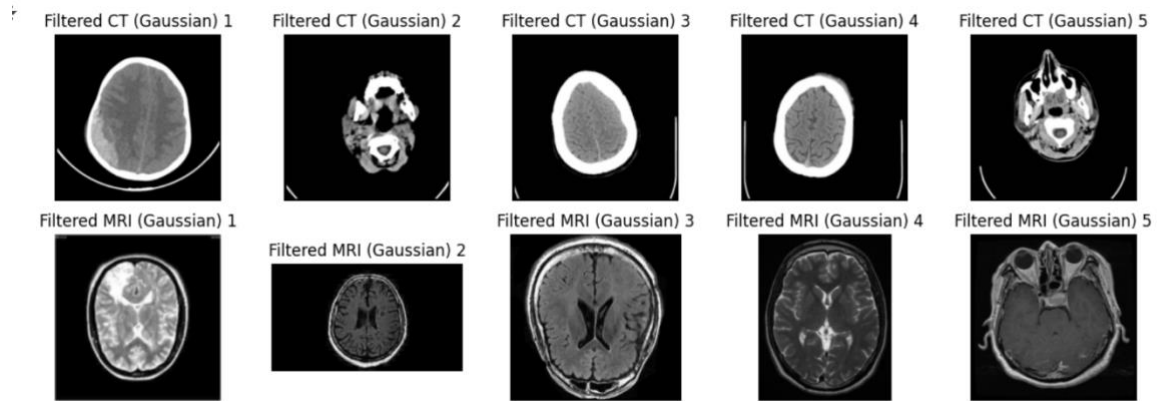 Filtered CT (Gaussian) 1
Filtered CT (Gaussian) 2
Filtered CT (Gaussian) 3
Filtered CT (Gaussian) 4
Filtered CT (Gaussian) 5
Filtered MRI (Gaussian) 1
Filtered MRI (Gaussian) 2
Filtered MRI (Gaussian) 3
Filtered MRI (Gaussian) 4
Filtered MRI (Gaussian) 5